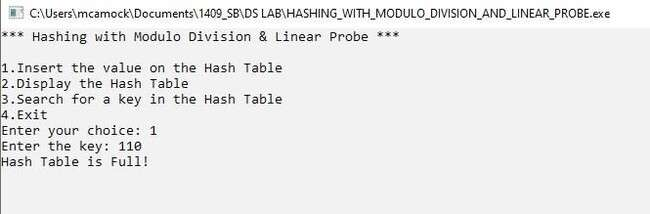 C:\Users\mcamock\Documents\1409_SB\DS LAB\HASHING_WITH_MODULO_DIVISION_AND_LINEAR_PROBE.exe
*** Hashing with Modulo Division & Linear Probe ***
1.Insert the value on the Hash Table
2.Display the Hash Table
3.Search for a key in the Hash Table
4.Exit
Enter your choice: 1
Enter the key: 110
Hash Table is Full!